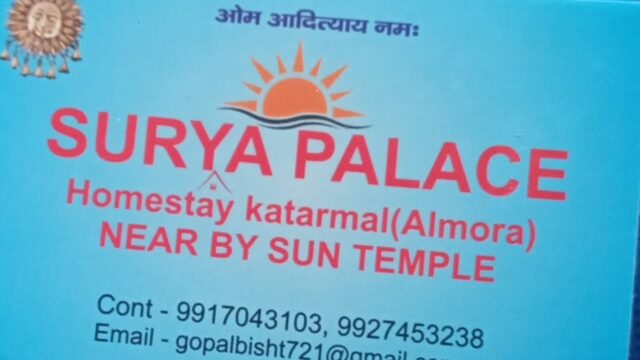 ओम आदित्याय नमः
SURYA PALACE
Homestay katarmal(Almora)
NEAR BY SUN TEMPLE
Cont - 9917043103, 9927453238
Email - gopalbisht721@gmail.com